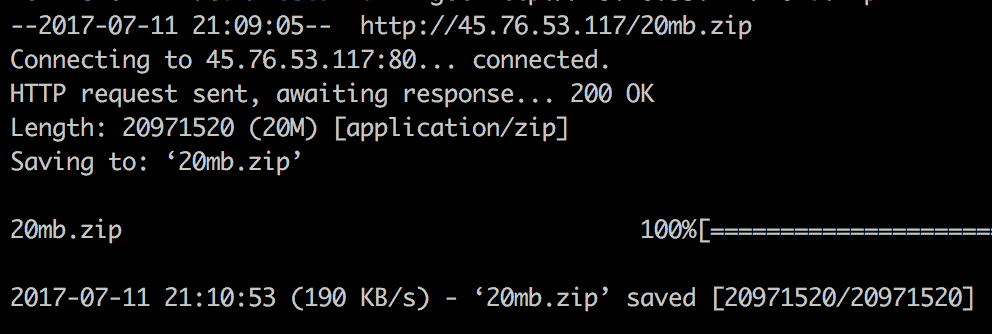 --2017-07-11 21:09:05--  http://45.76.53.117/20mb.zip
Connecting to 45.76.53.117:80... connected.
HTTP request sent, awaiting response... 200 OK
Length: 20971520 (20M) [application/zip]
Saving to: ‘20mb.zip’
20mb.zip 100%[====================
2017-07-11 21:10:53 (190 KB/s) - ‘20mb.zip’ saved [20971520/20971520]